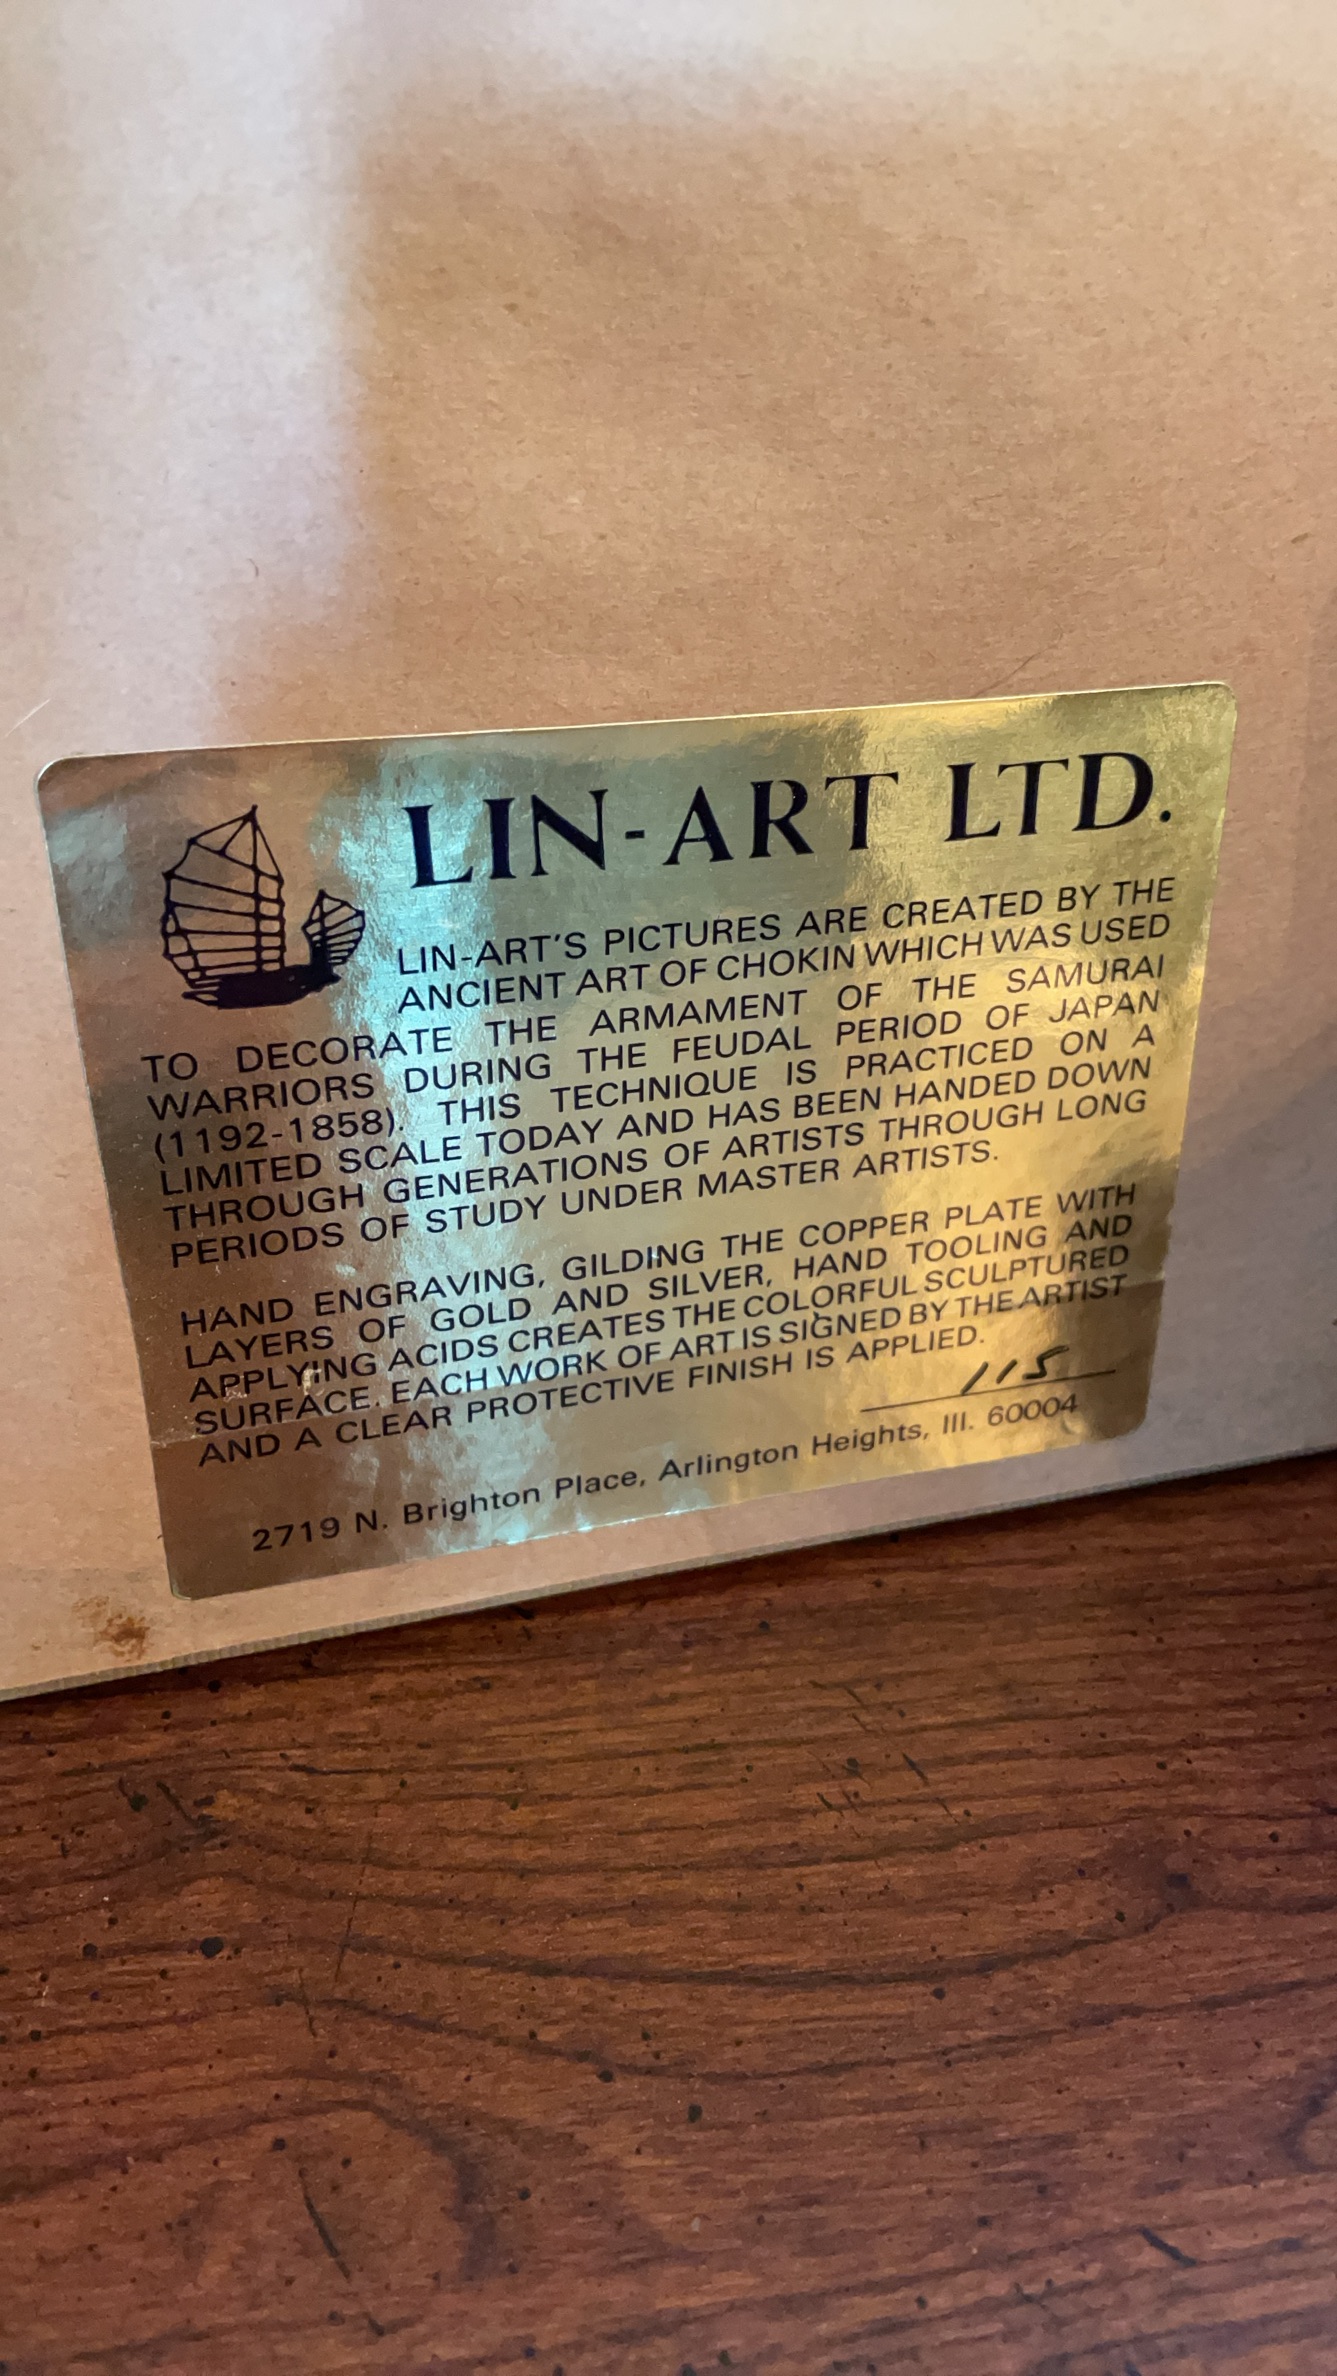 LIN-ART LTD.
LIN-ART'S PICTURES ARE CREATED BY THE
ANCIENT ART OF CHOKIN WHICH WAS USED
TO DECORATE THE ARMAMENT OF THE SAMURAI
WARRIORS DURING THE FEUDAL PERIOD OF JAPAN
(1192-1858). THIS TECHNIQUE IS PRACTICED ON A
LIMITED SCALE TODAY AND HAS BEEN HANDED DOWN
THROUGH GENERATIONS OF ARTISTS THROUGH LONG
PERIODS OF STUDY UNDER MASTER ARTISTS.
HAND ENGRAVING, GILDING THE COPPER PLATE WITH
LAYERS OF GOLD AND SILVER, HAND TOOLING AND
APPLYING ACIDS CREATES THE COLORFUL SCULPTURED
SURFACE. EACH WORK OF ART IS SIGNED BY THE ARTIST
AND A CLEAR PROTECTIVE FINISH IS APPLIED.
115
2719 N. Brighton Place, Arlington Heights, Ill. 60004